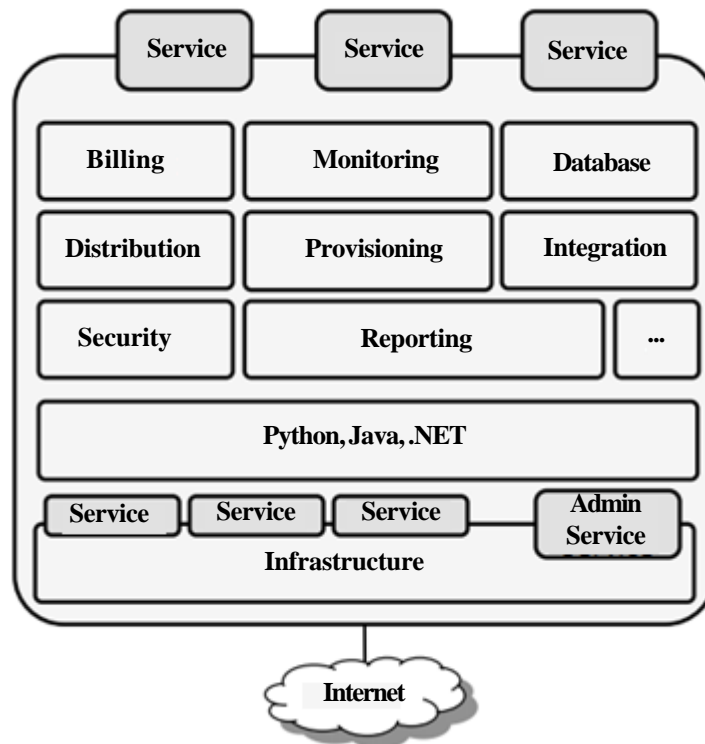 Service
Service
Service
Billing
Monitoring
Database
Distribution
Provisioning
Integration
Security
Reporting
...
Python, Java, .NET
Service
Service
Service
Admin
Service
Infrastructure
Internet